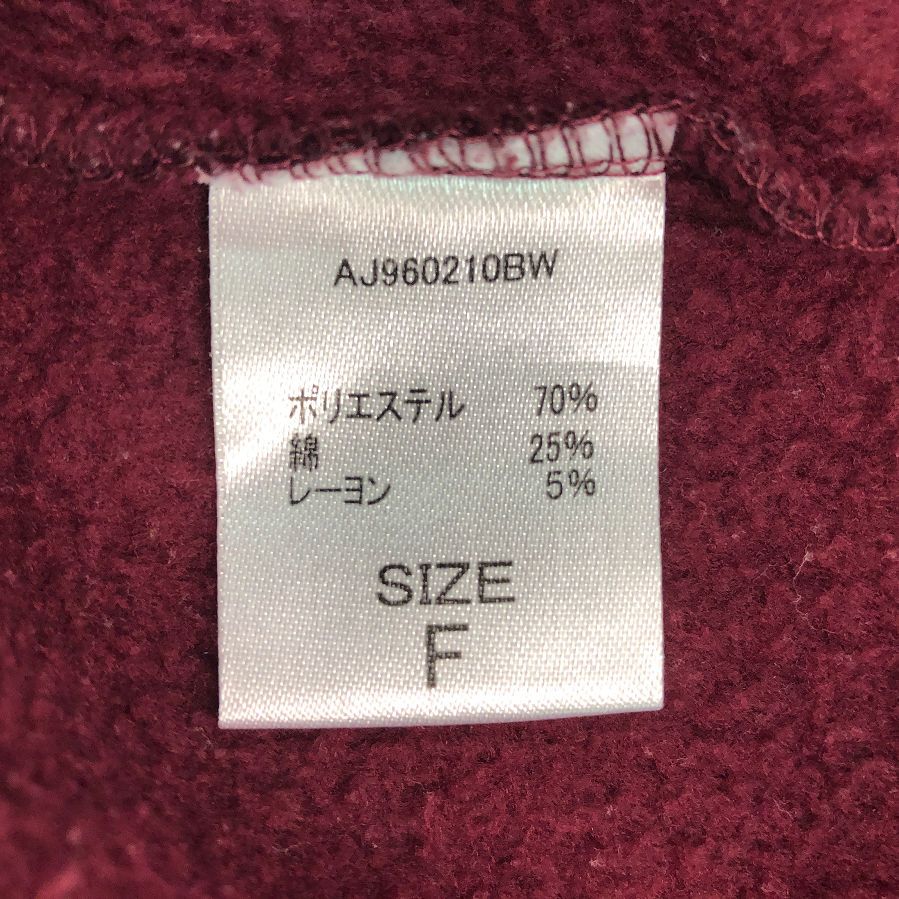 AJ960210BW
ポリエステル 70%
綿 25%
レーヨン 5%
SIZE
F